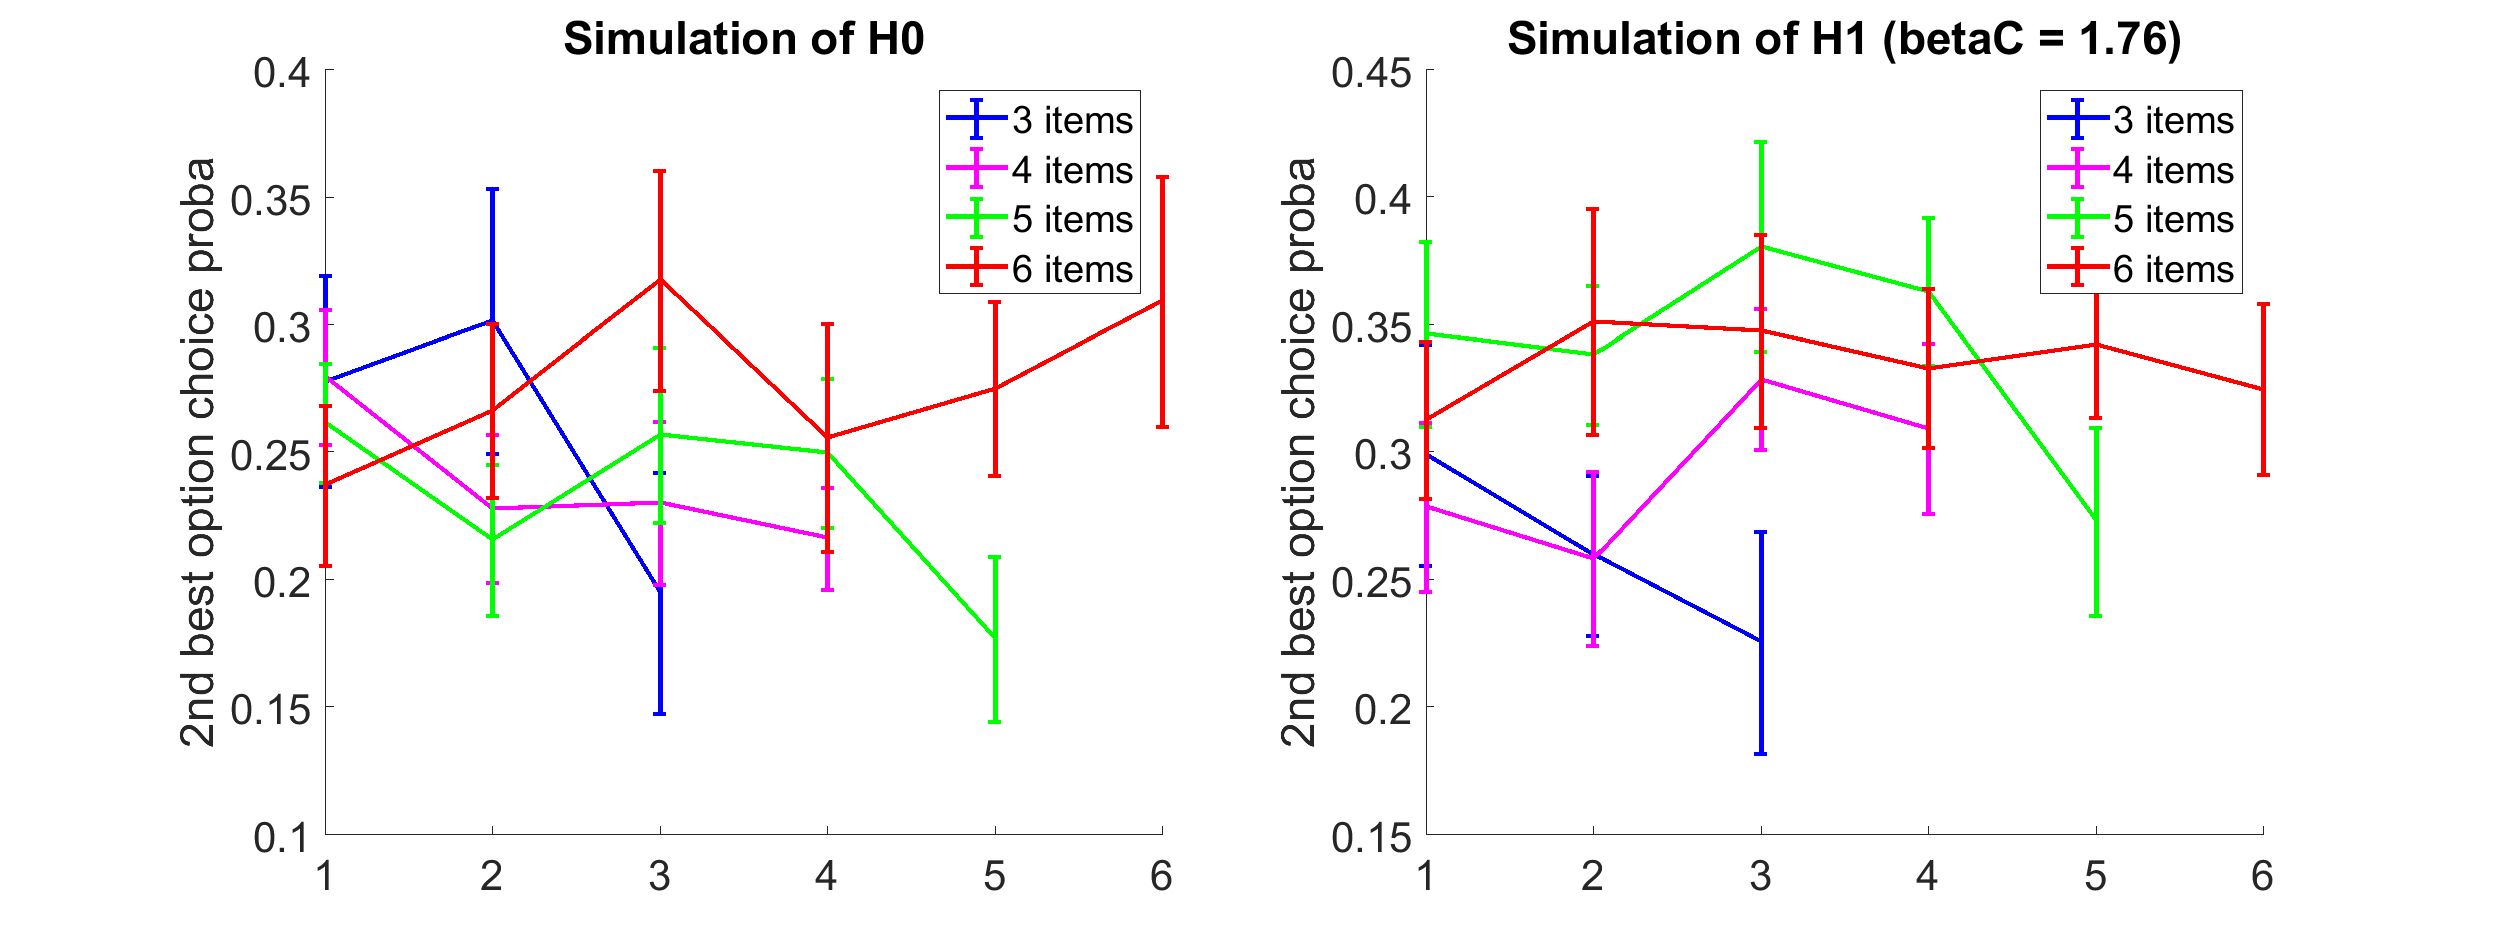 Simulation of H0
2nd best option choice proba
0.4
0.35
0.3
0.25
0.2
0.15
0.1
1 2 3 4 5 6
3 items
4 items
5 items
6 items
Simulation of H1 (betaC = 1.76)
2nd best option choice proba
0.45
0.4
0.35
0.3
0.25
0.2
0.15
1 2 3 4 5 6
3 items
4 items
5 items
6 items